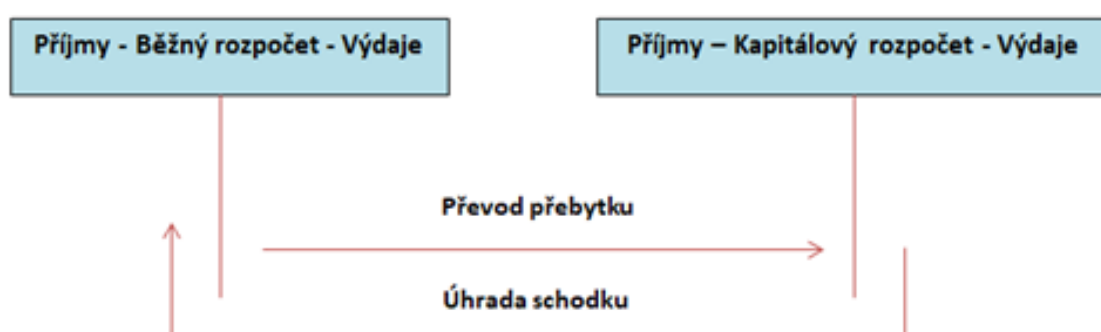 Příjmy - Běžný rozpočet - Výdaje
Příjmy – Kapitálový rozpočet - Výdaje
Převod přebytku
Úhrada schodku